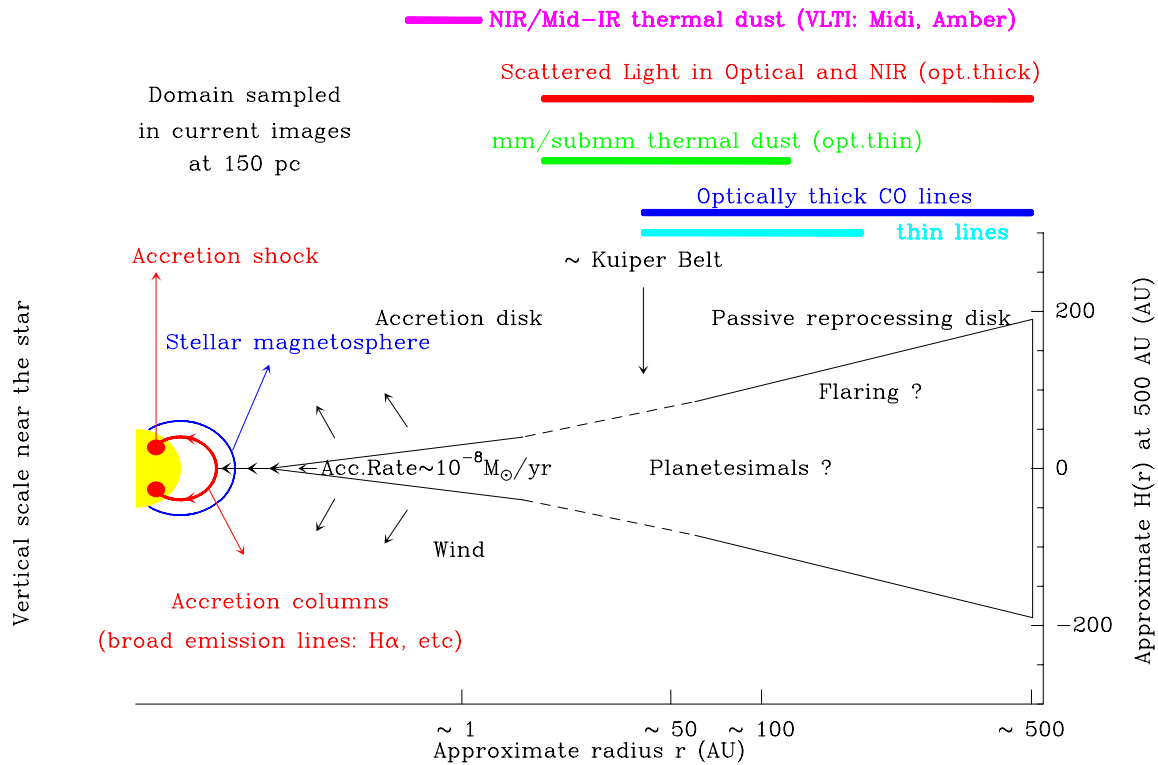 NIR/Mid-IR thermal dust (VLTI: Midi, Amber)
Scattered Light in Optical and NIR (opt.thick)
Domain sampled
in current images
at 150 pc
mm/submm thermal dust (opt.thin)
Optically thick CO lines
thin lines
Accretion shock
~ Kuiper Belt
Accretion disk
Passive reprocessing disk
Stellar magnetosphere
Flaring ?
Acc.Rate~10⁻⁸M☉/yr
Planetesimals ?
Wind
Accretion columns
(broad emission lines: Hα, etc)
Vertical scale near the star
200
0
-200
Approximate H(r) at 500 AU (AU)
~ 1
~ 50
~ 100
~ 500
Approximate radius r (AU)